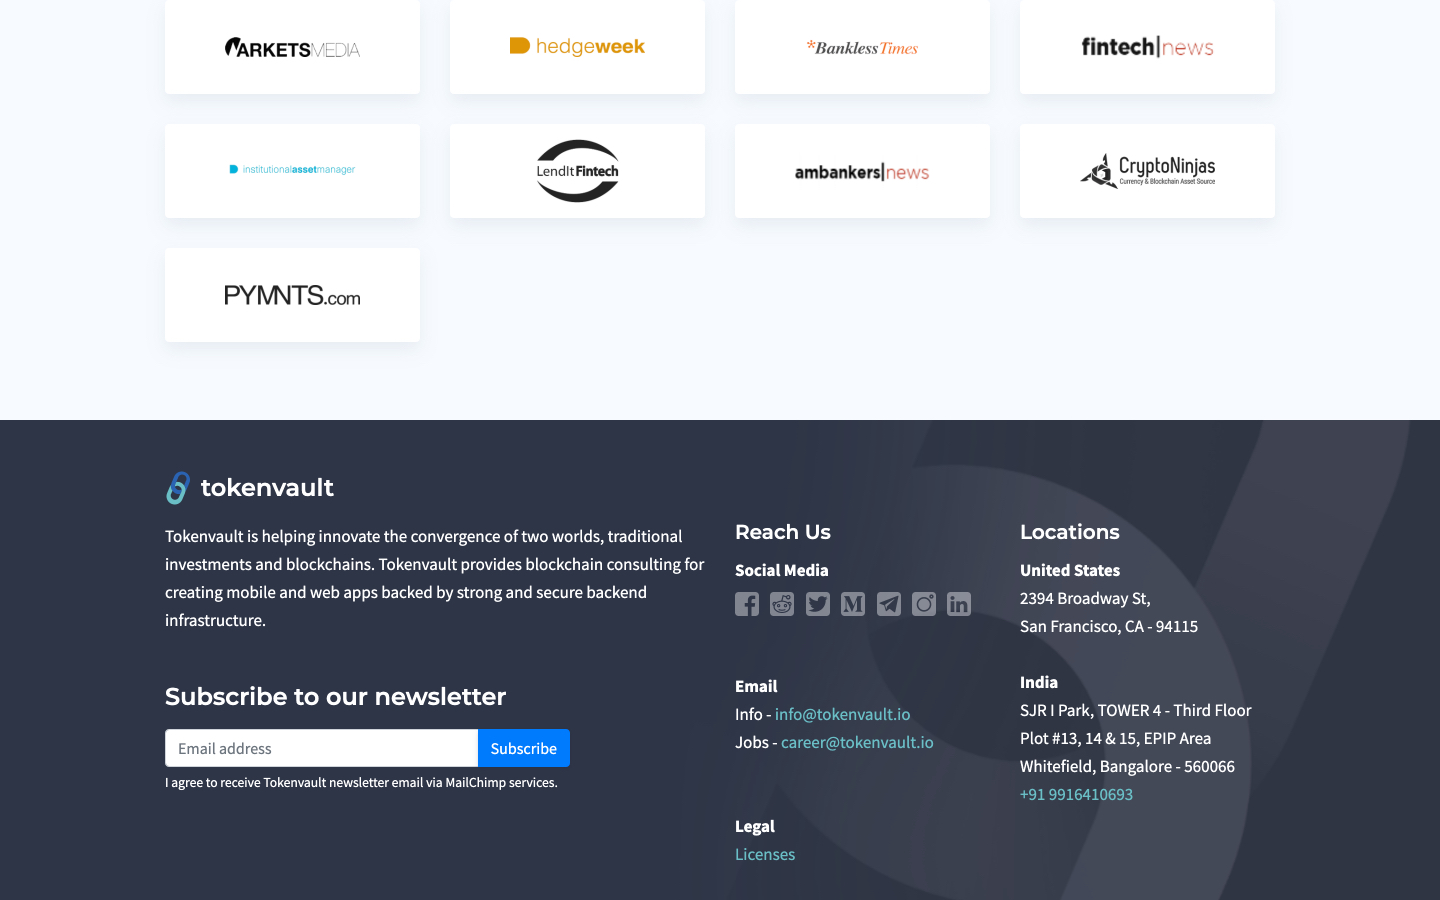 ARKETSMEDIA
hedgeweek
*BanklessTimes
fintech|news
institutionalassetmanager
LendIt Fintech
ambankers|news
CryptoNinjas
Currency & Blockchain Asset Source
PYMNTS.com
tokenvault
Tokenvault is helping innovate the convergence of two worlds, traditional
investments and blockchains. Tokenvault provides blockchain consulting for
creating mobile and web apps backed by strong and secure backend
infrastructure.
Subscribe to our newsletter
Email address
Subscribe
I agree to receive Tokenvault newsletter email via MailChimp services.
Reach Us
Social Media
Email
Info - info@tokenvault.io
Jobs - career@tokenvault.io
Legal
Licenses
Locations
United States
2394 Broadway St,
San Francisco, CA - 94115
India
SJR I Park, TOWER 4 - Third Floor
Plot #13, 14 & 15, EPIP Area
Whitefield, Bangalore - 560066
+91 9916410693